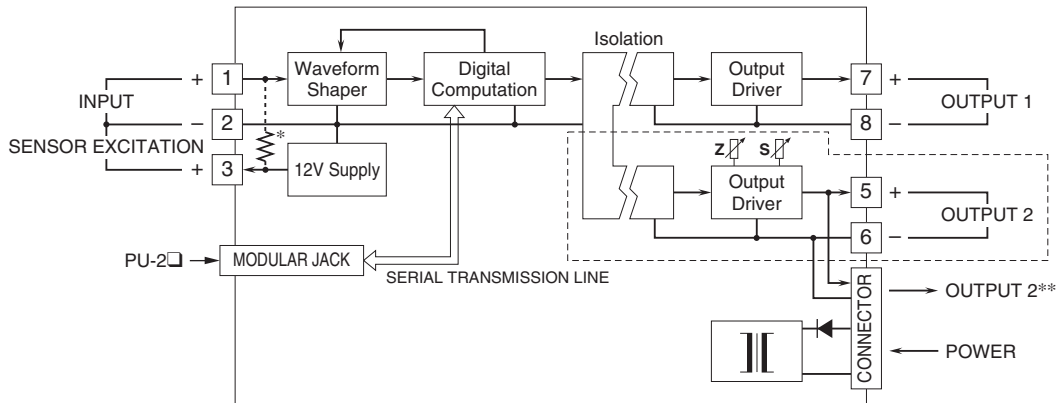 Isolation
+ 1 Waveform Shaper
Digital Computation
Output Driver
7 +
INPUT
OUTPUT 1
− 2
8 −
SENSOR EXCITATION
*
+ 3
12V Supply
Z S
Output Driver
5 +
OUTPUT 2
6 −
PU-2□
MODULAR JACK
SERIAL TRANSMISSION LINE
CONNECTOR
OUTPUT 2**
POWER